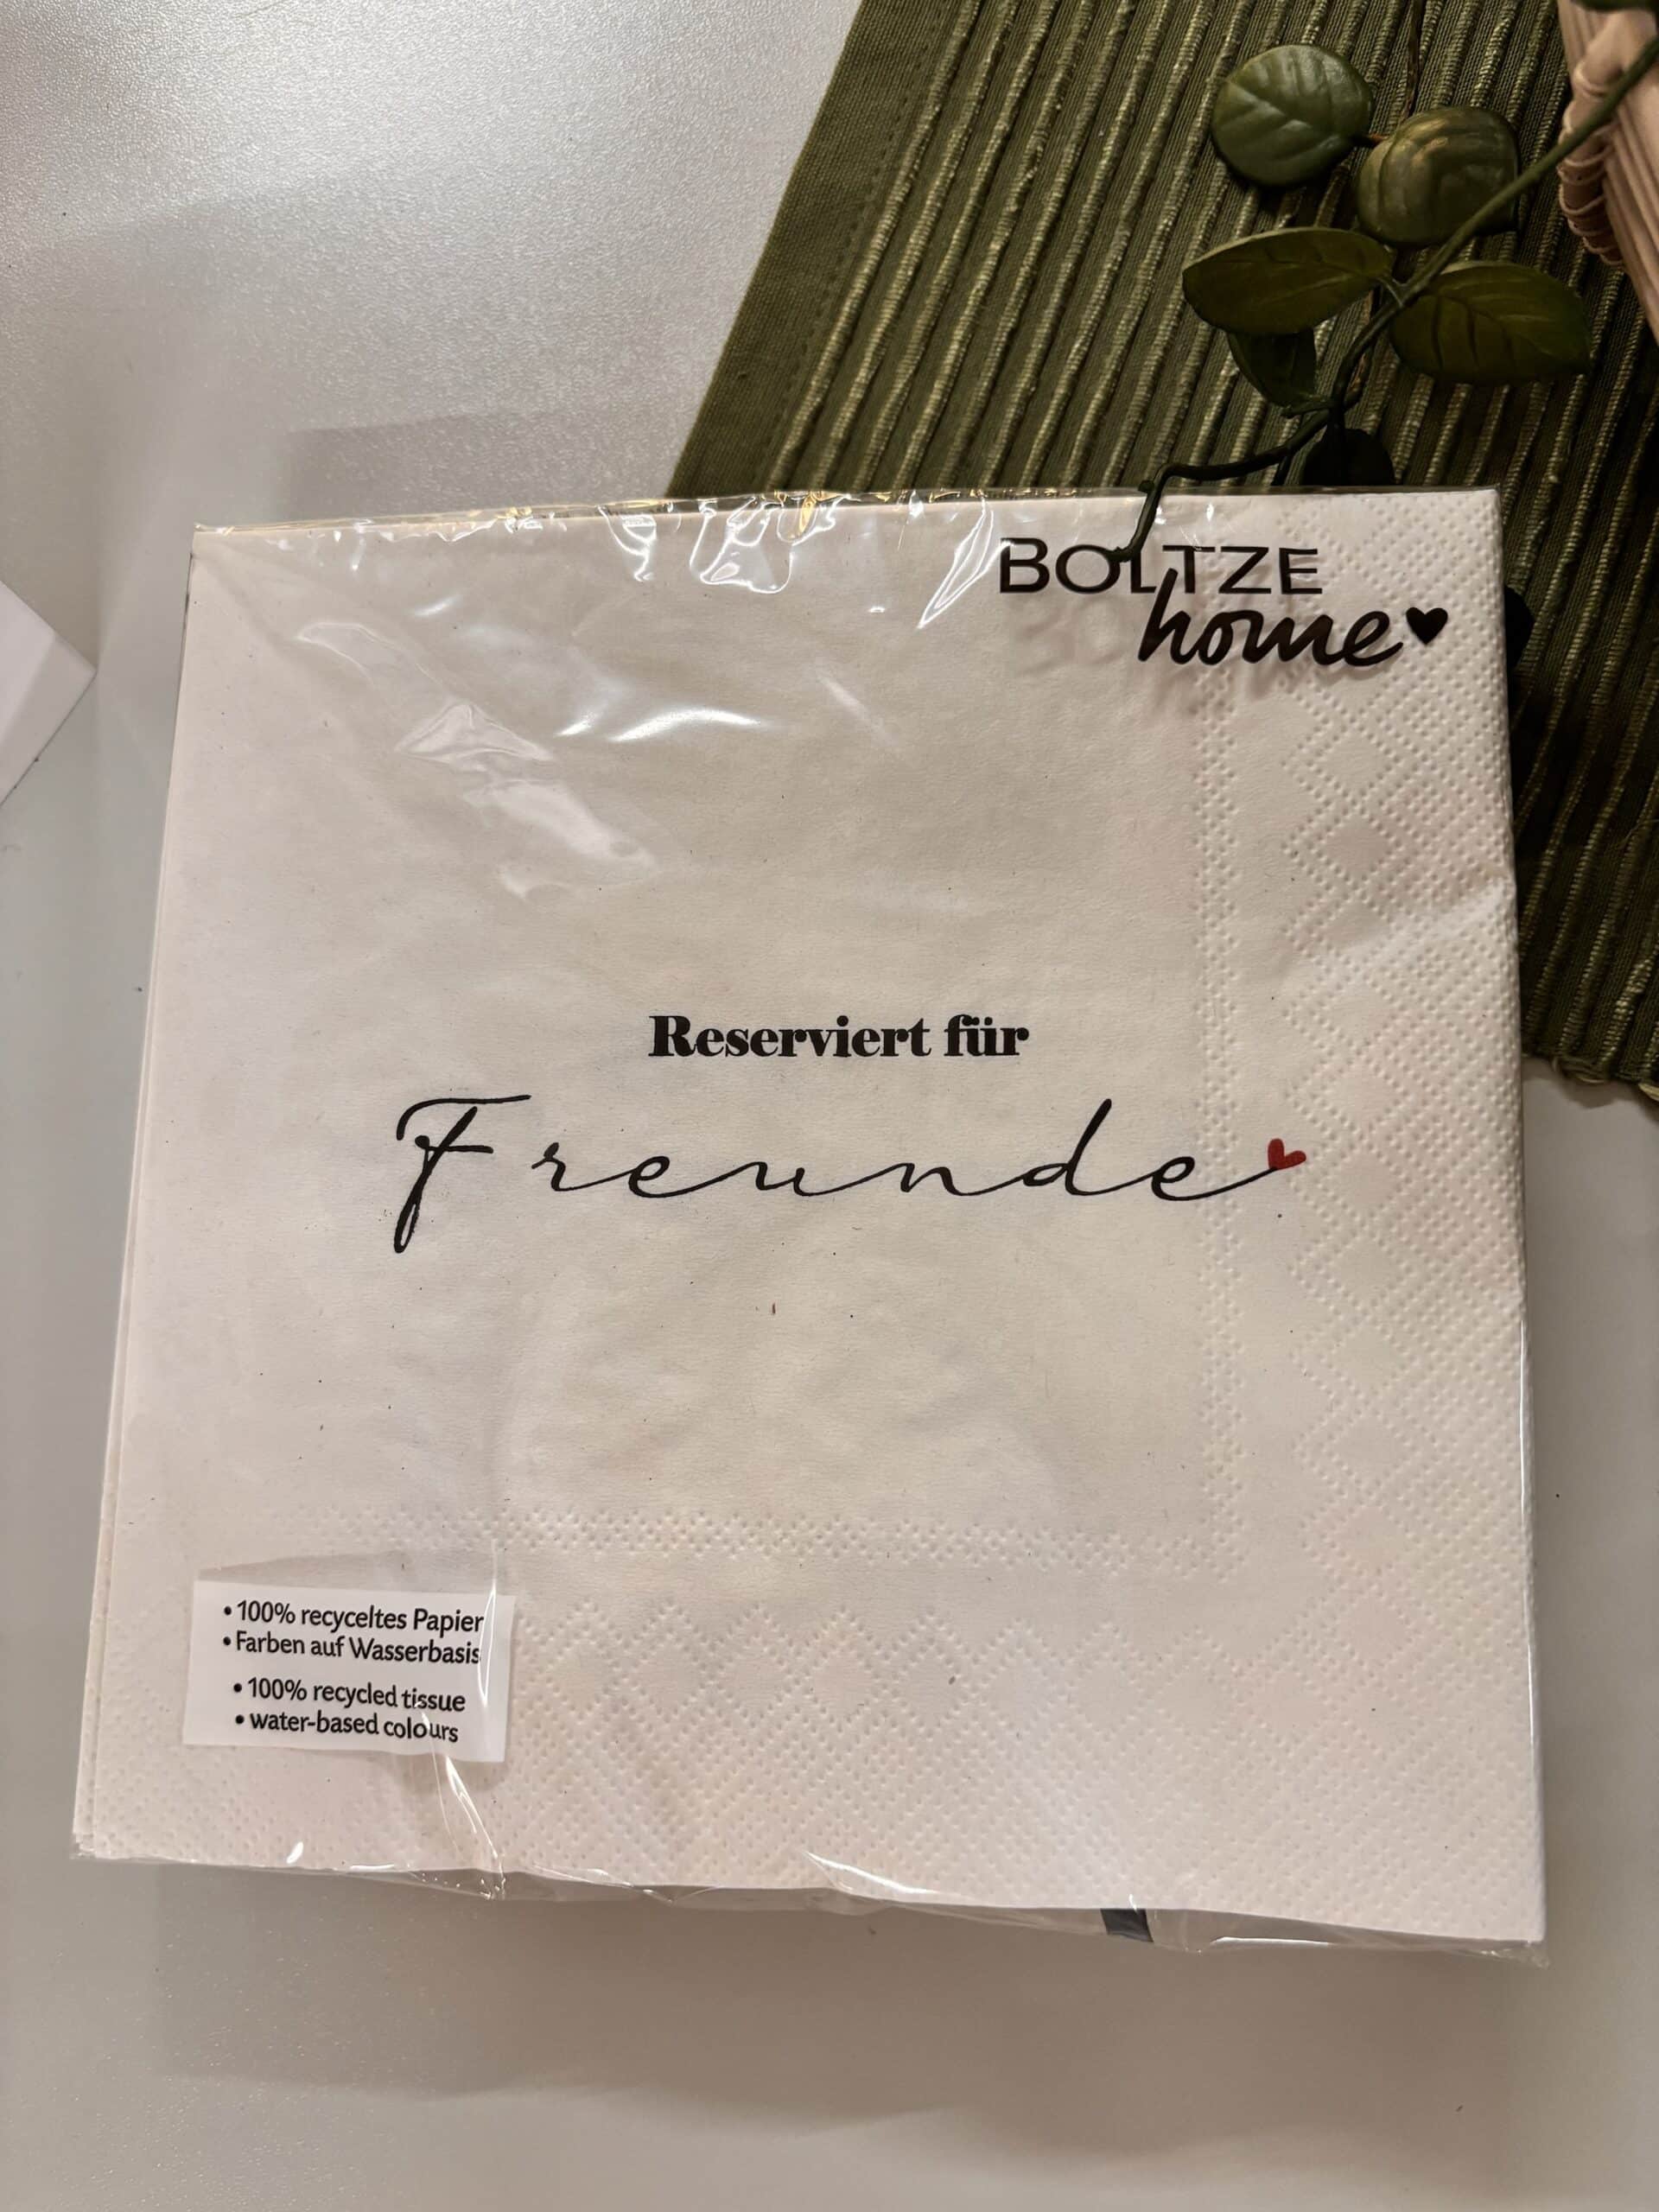 BOLTZE
home
Reserviert für
Freunde
• 100% recyceltes Papier
• Farben auf Wasserbasis
• 100% recycled tissue
• water-based colours